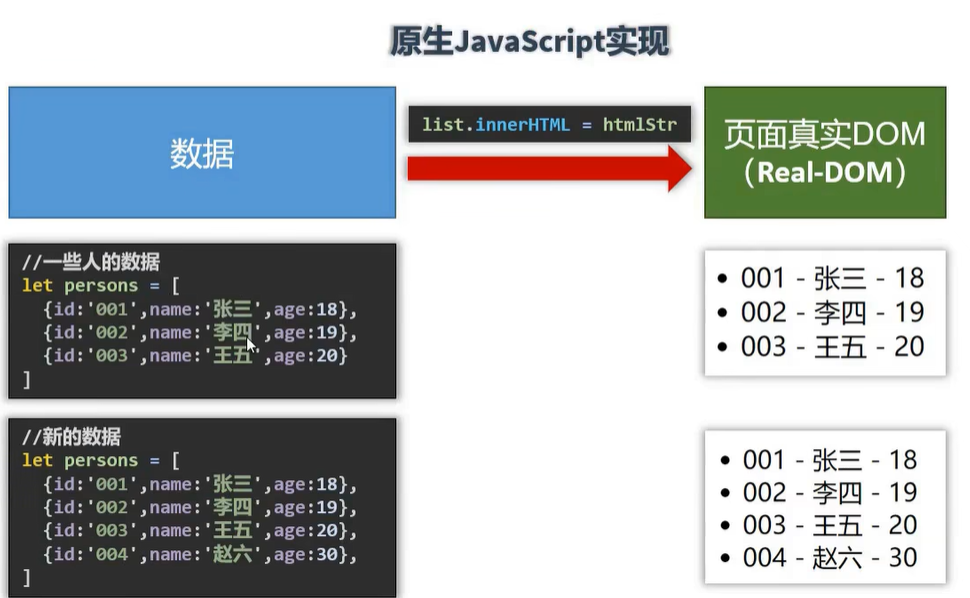 原生JavaScript实现
数据
list.innerHTML = htmlStr
页面真实DOM
（Real-DOM）
//一些人的数据
let persons = [
{id:'001',name:'张三',age:18},
{id:'002',name:'李四',age:19},
{id:'003',name:'王五',age:20}
]
• 001 - 张三 - 18
• 002 - 李四 - 19
• 003 - 王五 - 20
//新的数据
let persons = [
{id:'001',name:'张三',age:18},
{id:'002',name:'李四',age:19},
{id:'003',name:'王五',age:20},
{id:'004',name:'赵六',age:30},
]
• 001 - 张三 - 18
• 002 - 李四 - 19
• 003 - 王五 - 20
• 004 - 赵六 - 30